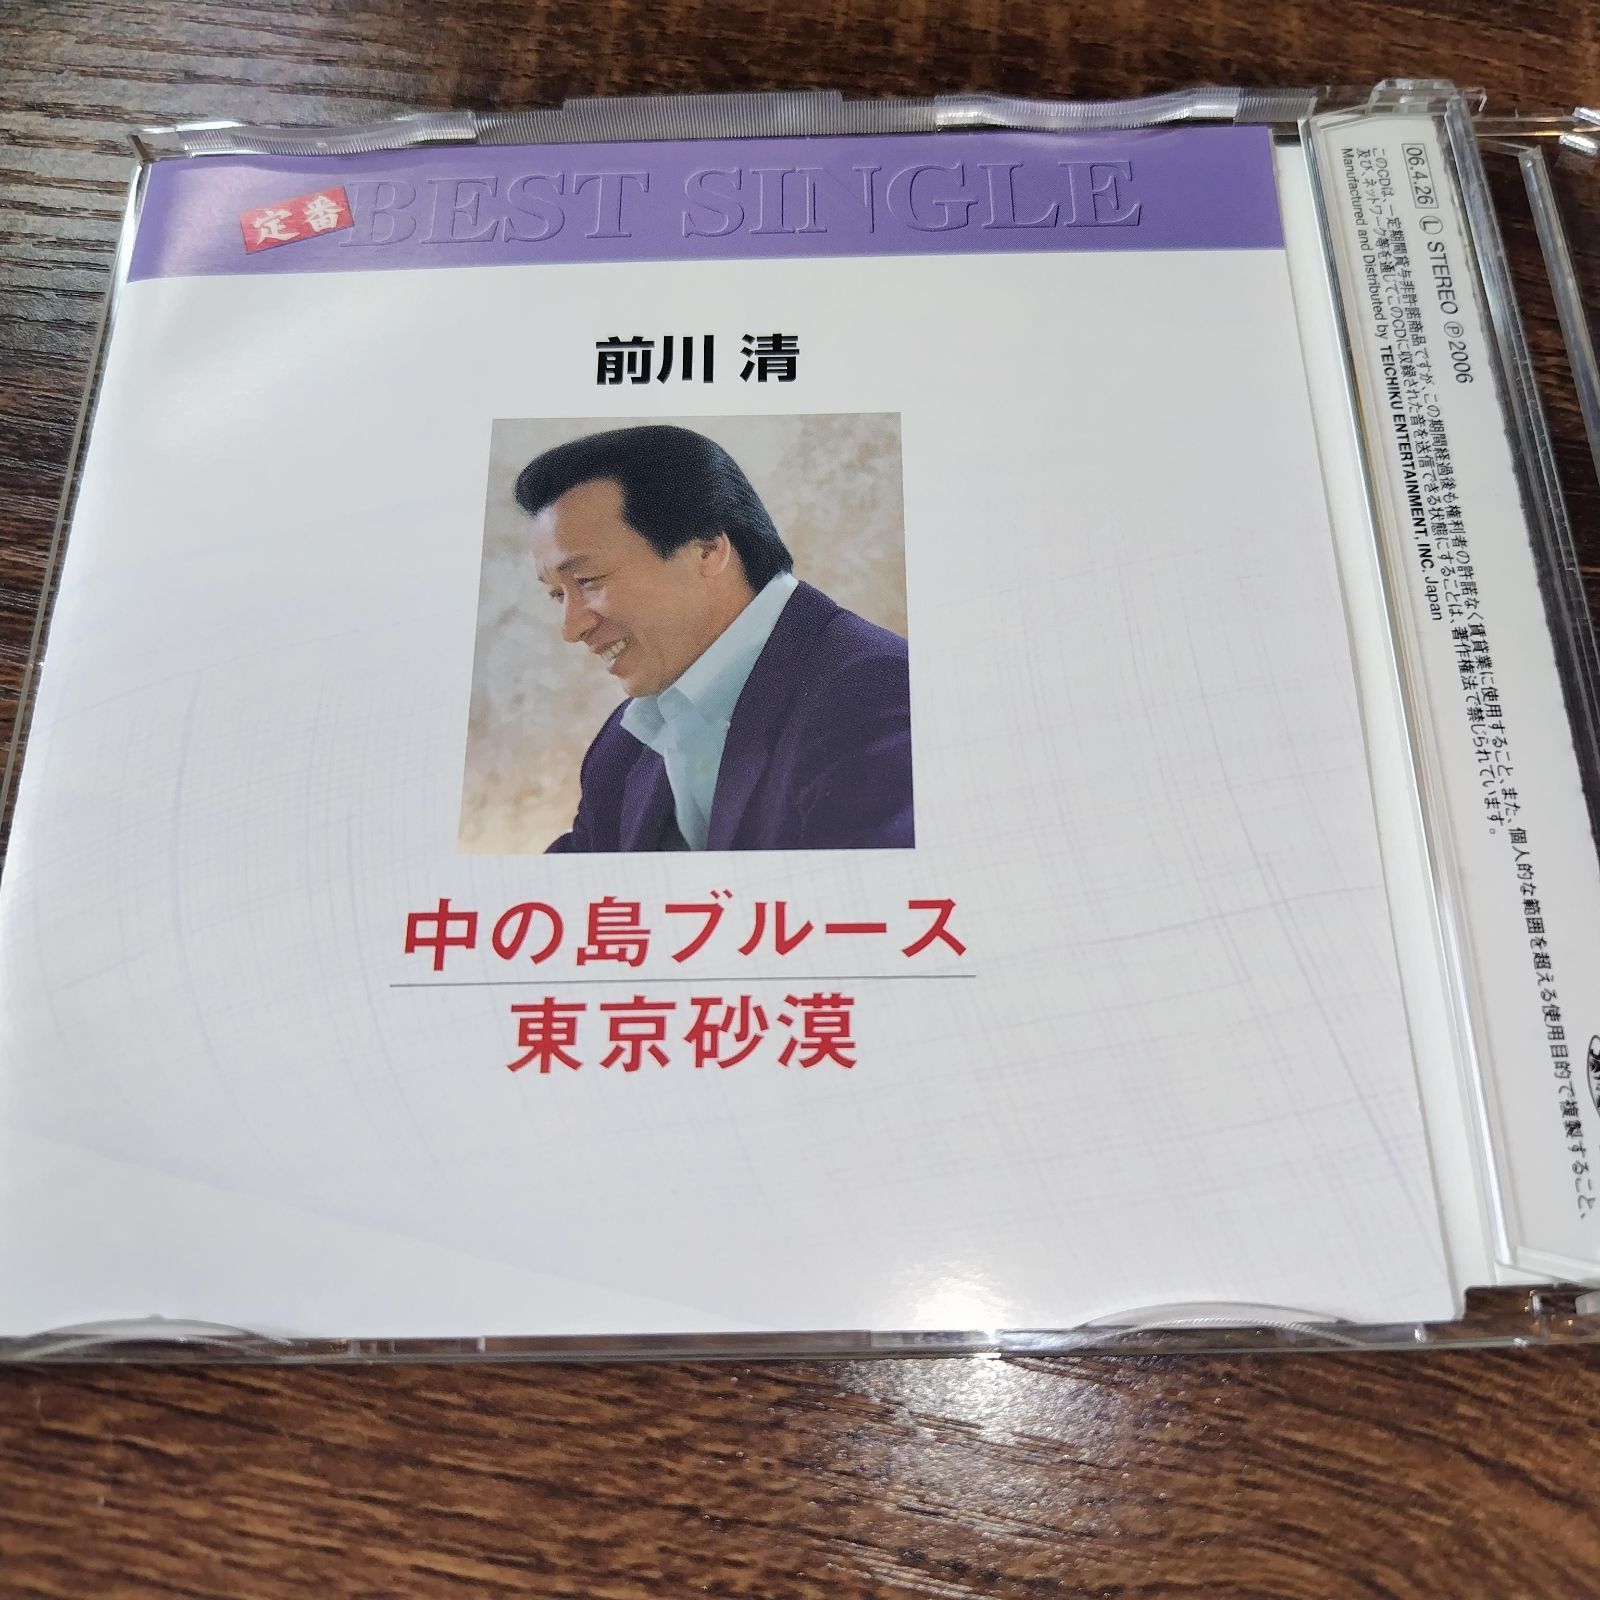 定番 BEST SINGLE
前川 清
中の島ブルース
東京砂漠
06.4.26 Ⓛ STEREO Ⓟ2006
このCDは、一定期間貸与非許諾商品ですが、この期間経過後も権利者の許諾なく賃貸業に使用すること、また、個人的な範囲を超える使用目的で複製すること、
及び、ネットワーク等を通じてこのCDに収録された音を送信できる状態にすることは、著作権法で禁じられています。
Manufactured and Distributed by TEICHIKU ENTERTAINMENT, INC. Japan